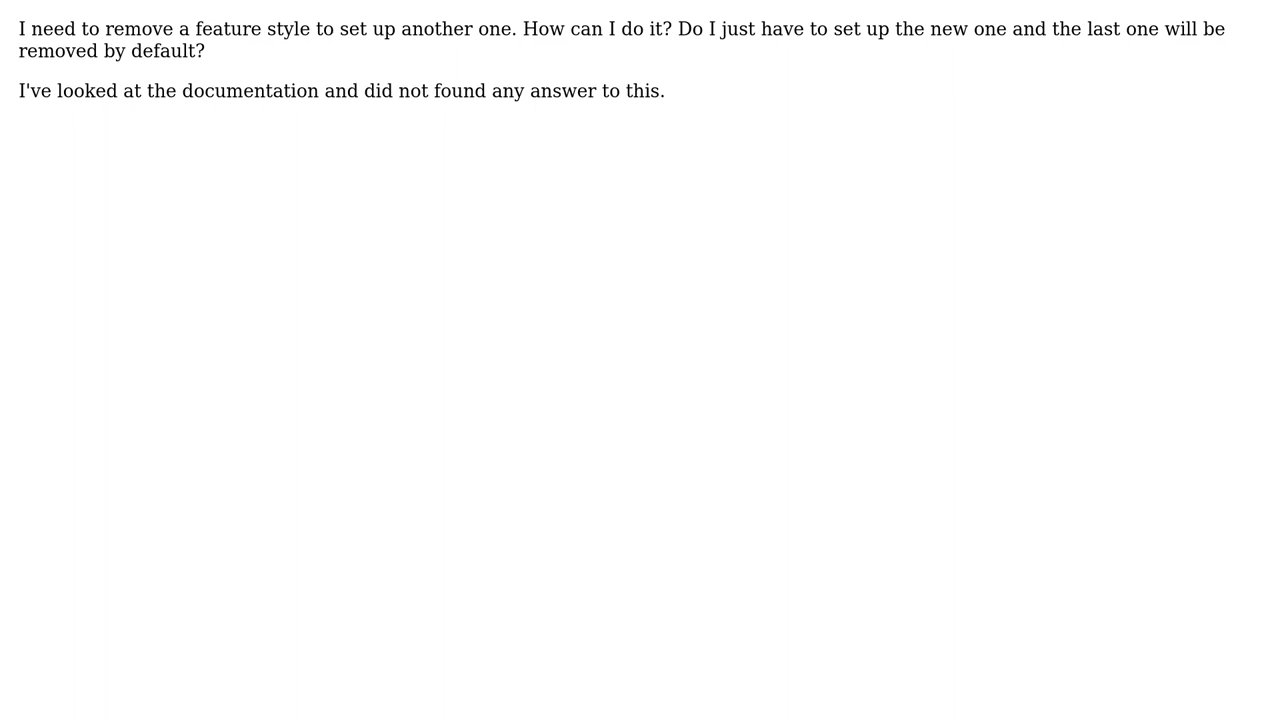 I need to remove a feature style to set up another one. How can I do it? Do I just have to set up the new one and the last one will be
removed by default?
I've looked at the documentation and did not found any answer to this.